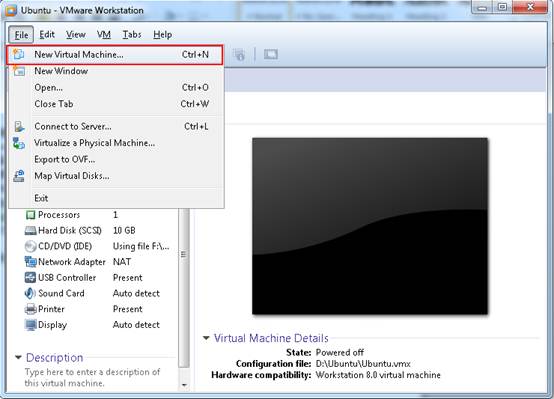 Ubuntu - VMware Workstation
File Edit View VM Tabs Help
New Virtual Machine... Ctrl+N
New Window
Open... Ctrl+O
Close Tab Ctrl+W
Connect to Server... Ctrl+L
Virtualize a Physical Machine...
Export to OVF...
Map Virtual Disks...
Exit
Processors 1
Hard Disk (SCSI) 10 GB
CD/DVD (IDE) Using file F:\...
Network Adapter NAT
USB Controller Present
Sound Card Auto detect
Printer Present
Display Auto detect
Description
Type here to enter a description of
this virtual machine.
Virtual Machine Details
State: Powered off
Configuration file: D:\Ubuntu\Ubuntu.vmx
Hardware compatibility: Workstation 8.0 virtual machine